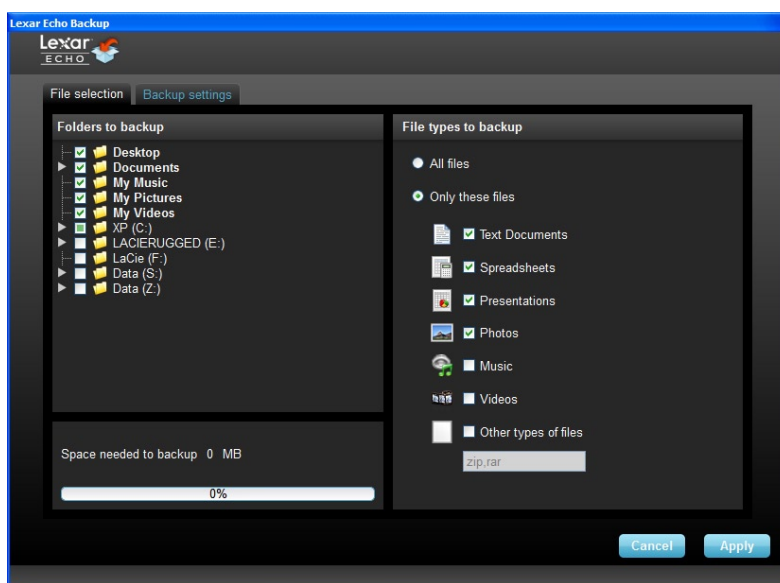 Lexar Echo Backup
Lexar
ECHO
File selection
Backup settings
Folders to backup
Desktop
Documents
My Music
My Pictures
My Videos
XP (C:)
LACIERUGGED (E:)
LaCie (F:)
Data (S:)
Data (Z:)
Space needed to backup 0 MB
0%
File types to backup
All files
Only these files
Text Documents
Spreadsheets
Presentations
Photos
Music
Videos
Other types of files
zip,rar
Cancel
Apply